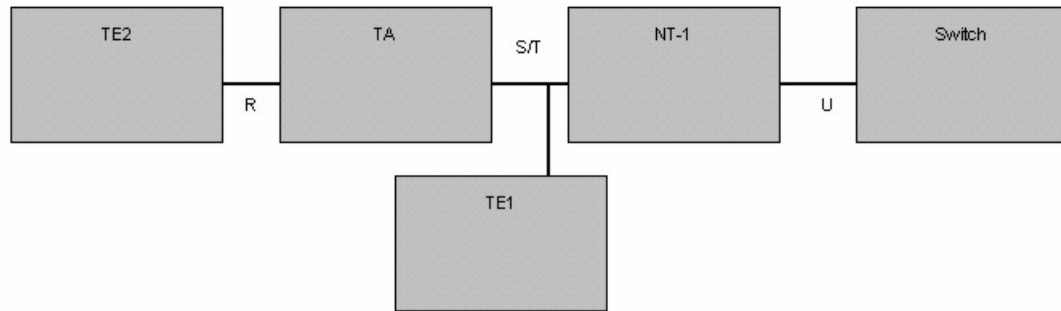 TE2
TA
S/T
NT-1
Switch
R
U
TE1